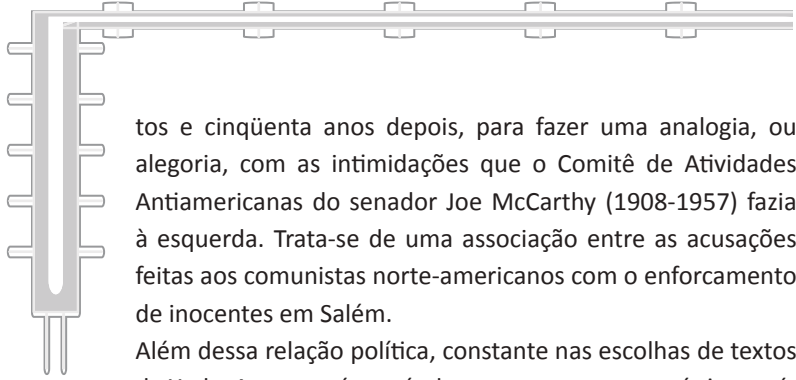 tos e cinqüenta anos depois, para fazer uma analogia, ou
alegoria, com as intimidações que o Comitê de Atividades
Antiamericanas do senador Joe McCarthy (1908-1957) fazia
à esquerda. Trata-se de uma associação entre as acusações
feitas aos comunistas norte-americanos com o enforcamento
de inocentes em Salém.
Além dessa relação política, constante nas escolhas de textos